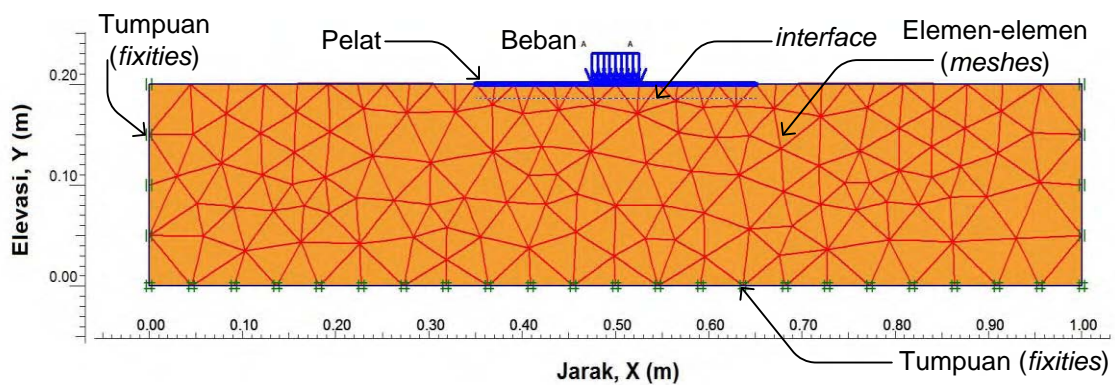 Tumpuan
(fixities)
Pelat
Beban
A
A
interface
Elemen-elemen
(meshes)
Elevasi, Y (m)
0.20
0.10
0.00
0.00 0.10 0.20 0.30 0.40 0.50 0.60 0.70 0.80 0.90 1.00
Jarak, X (m)
Tumpuan (fixities)